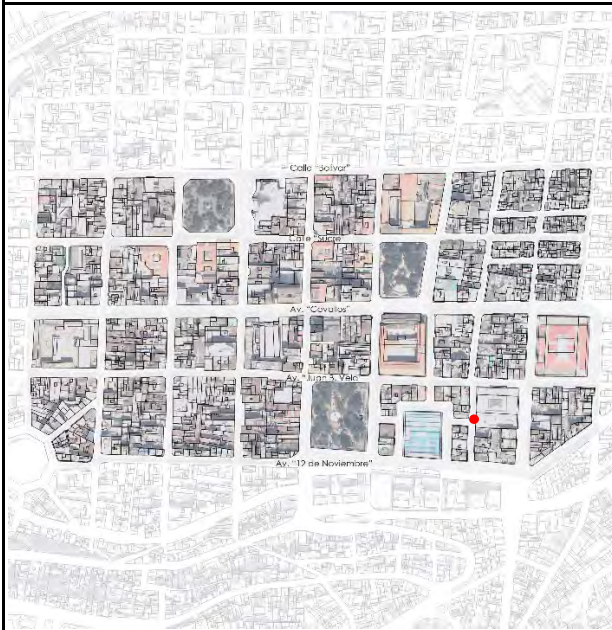 Calle "Bolívar"
Calle "Sucre"
Av. "Cevallos"
Av. "Juan B. Vela"
Av. "12 de Noviembre"